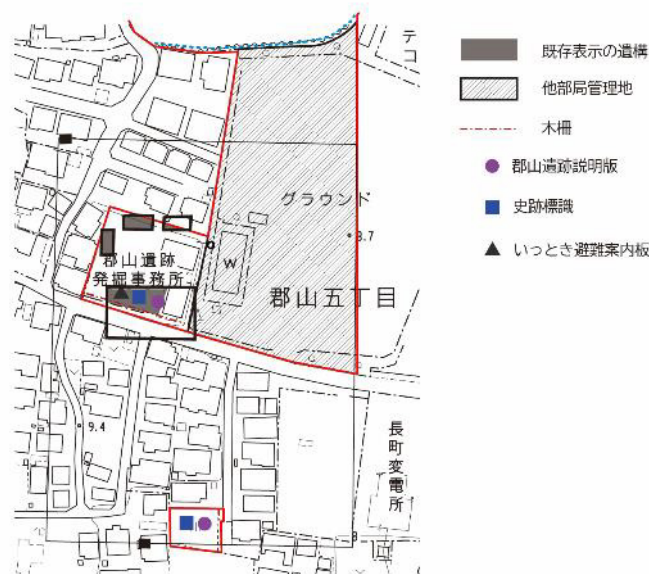 テコ
既存表示の遺構
他部局管理地
木柵
郡山遺跡説明版
史跡標識
いっとき避難案内板
グラウンド
8.7
W
郡山遺跡
発掘事務所
郡山五丁目
9.4
長町変電所